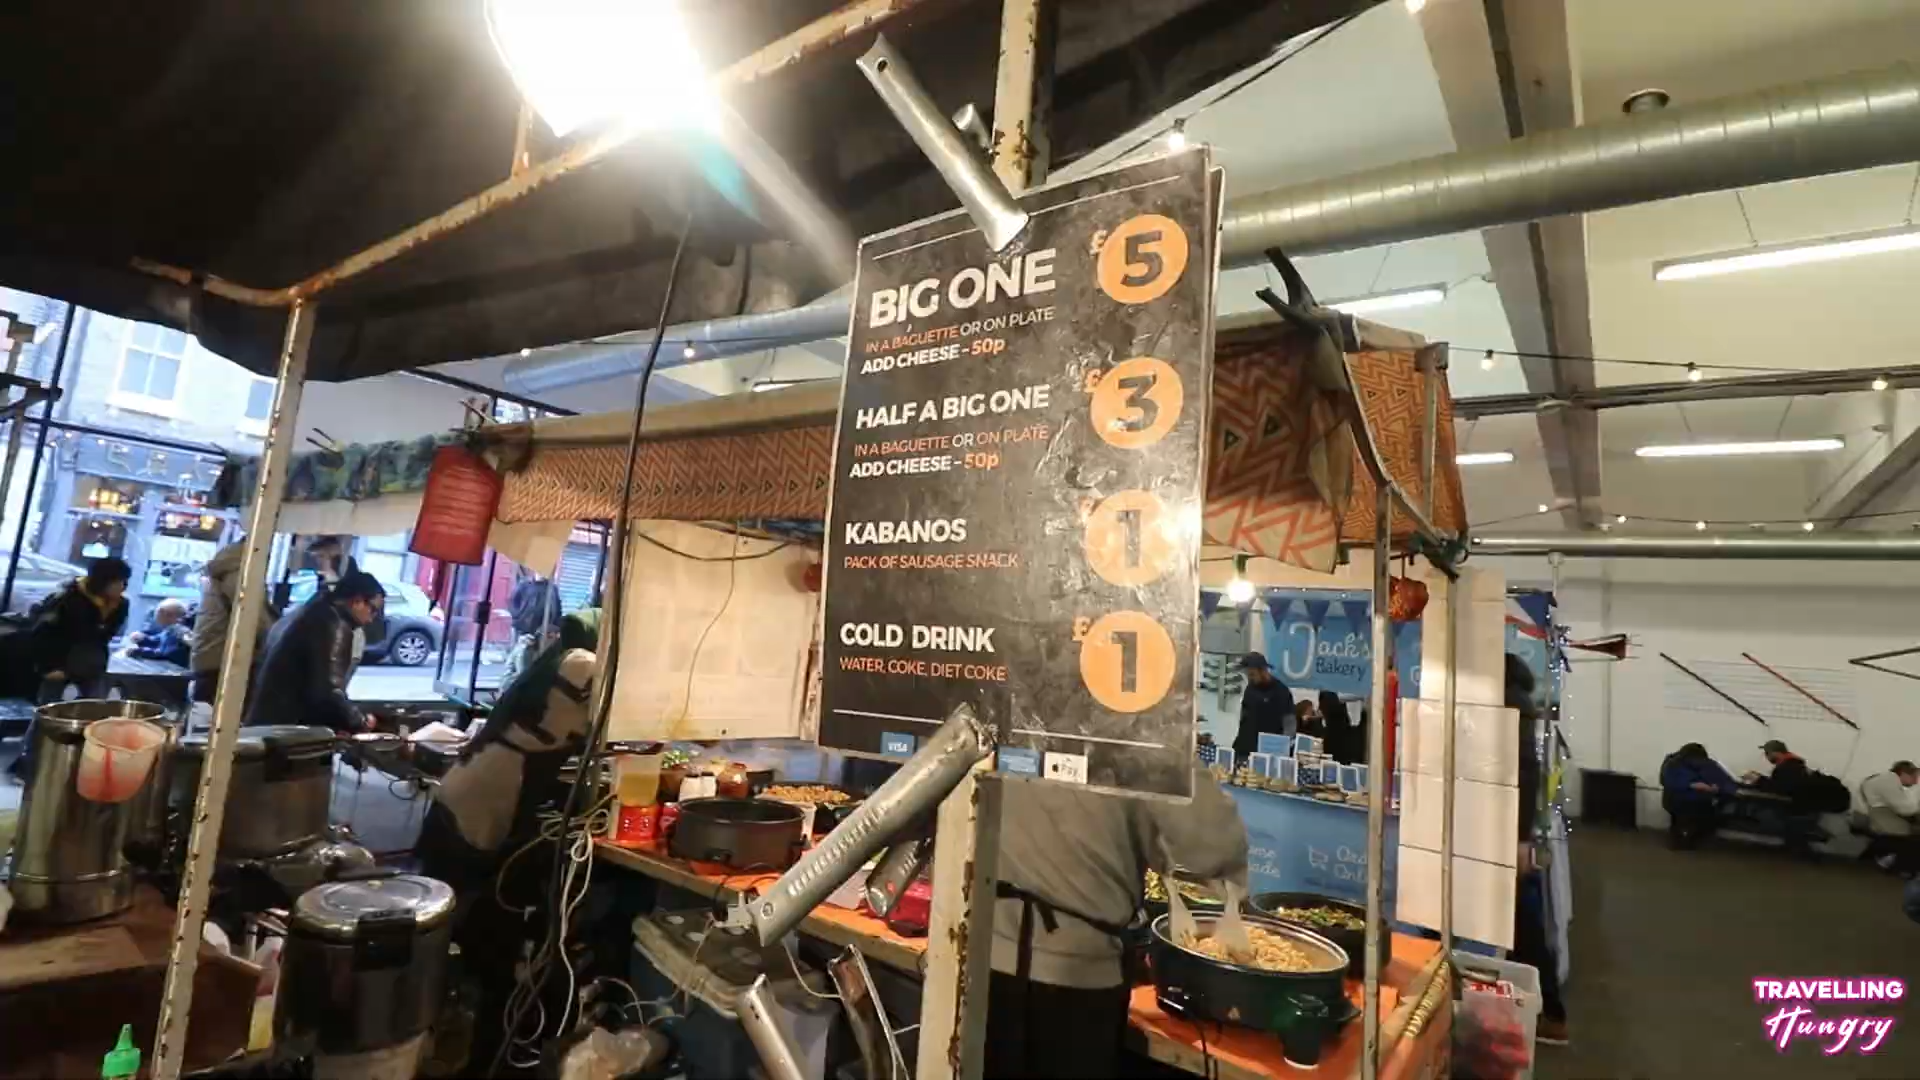 BIG ONE
£5
IN A BAGUETTE OR ON PLATE
ADD CHEESE - 50p
HALF A BIG ONE
£3
IN A BAGUETTE OR ON PLATE
ADD CHEESE - 50p
KABANOS
1
PACK OF SAUSAGE SNACK
COLD DRINK
£1
WATER, COKE, DIET COKE
VISA
Pay
Jack's
Bakery
TRAVELLING
Hungry